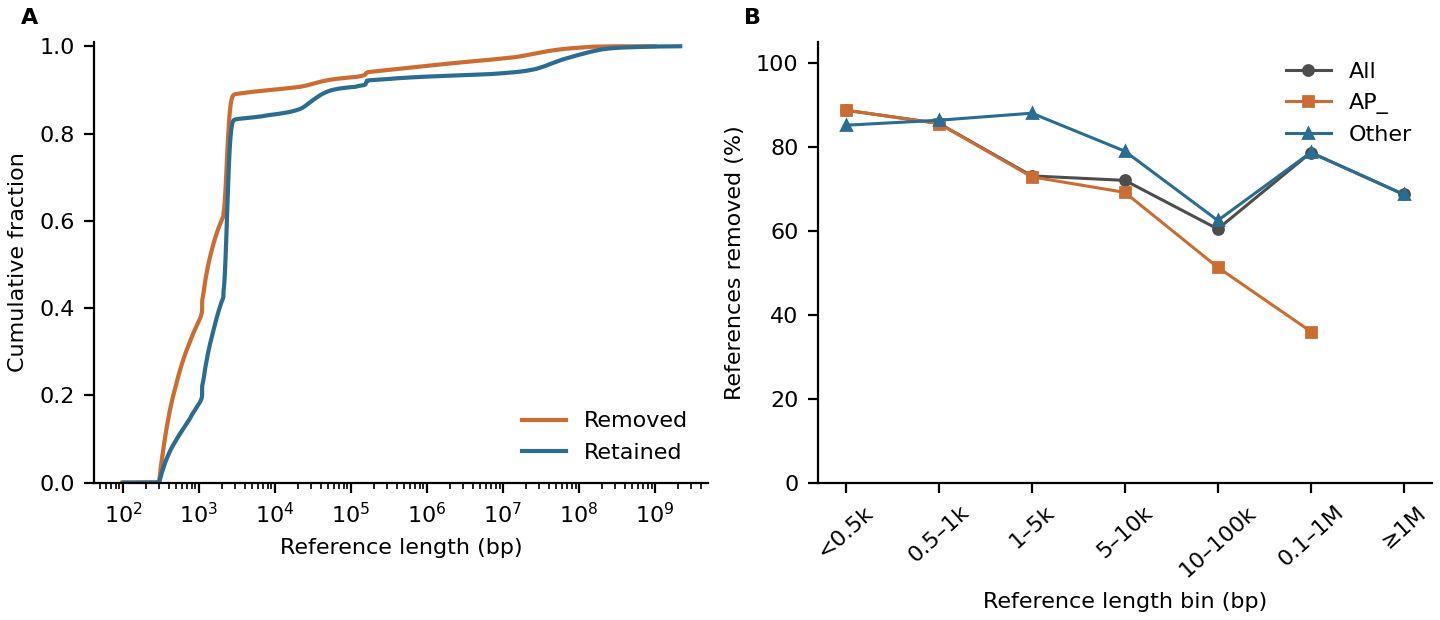 A
Cumulative fraction
1.0
0.8
0.6
0.4
0.2
0.0
10² 10³ 10⁴ 10⁵ 10⁶ 10⁷ 10⁸ 10⁹
Reference length (bp)
Removed
Retained
B
References removed (%)
100
80
60
40
20
0
<0.5k 0.5–1k 1–5k 5–10k 10–100k 0.1–1M ≥1M
Reference length bin (bp)
All
AP_
Other